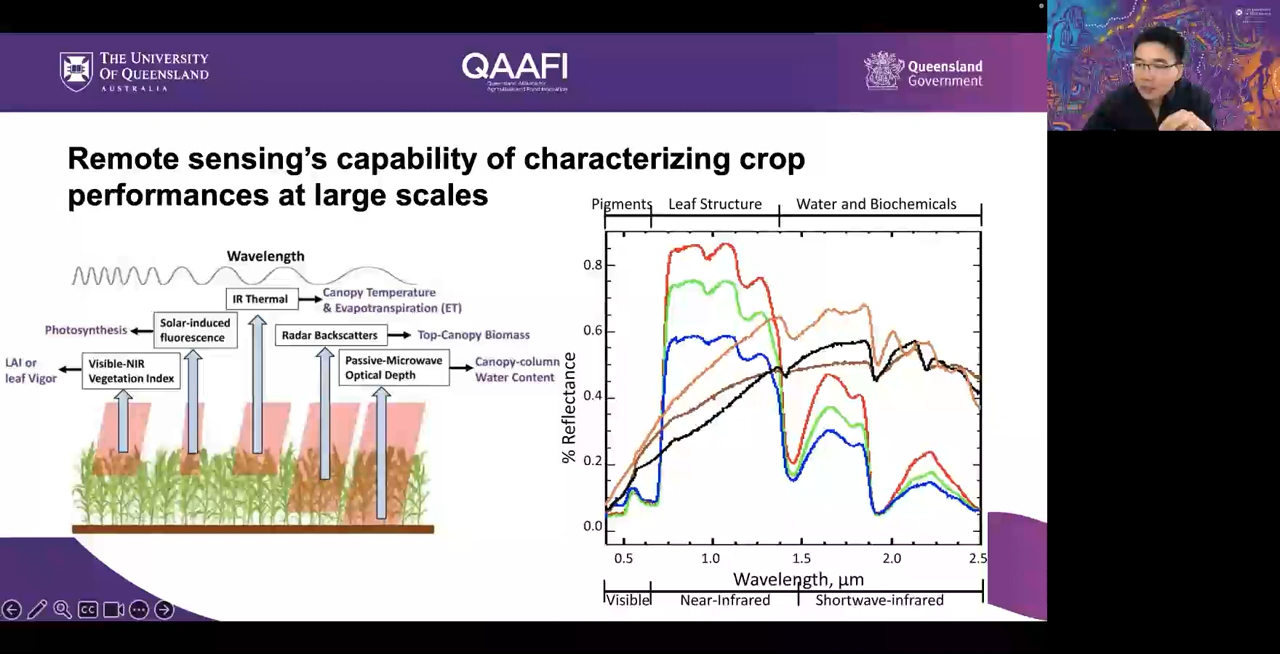 THE UNIVERSITY
OF QUEENSLAND
AUSTRALIA
QAAFI
Queensland Alliance for
Agriculture and Food Innovation
Queensland
Government
Remote sensing's capability of characterizing crop
performances at large scales
Wavelength
IR Thermal
Canopy Temperature
& Evapotranspiration (ET)
Photosynthesis
Solar-induced
fluorescence
Radar Backscatters
Top-Canopy Biomass
LAI or
leaf Vigor
Visible-NIR
Vegetation Index
Passive-Microwave
Optical Depth
Canopy-column
Water Content
Pigments
Leaf Structure
Water and Biochemicals
% Reflectance
0.8
0.6
0.4
0.2
0.0
0.5
1.0
1.5
2.0
2.5
Wavelength, μm
Visible
Near-Infrared
Shortwave-infrared
CC